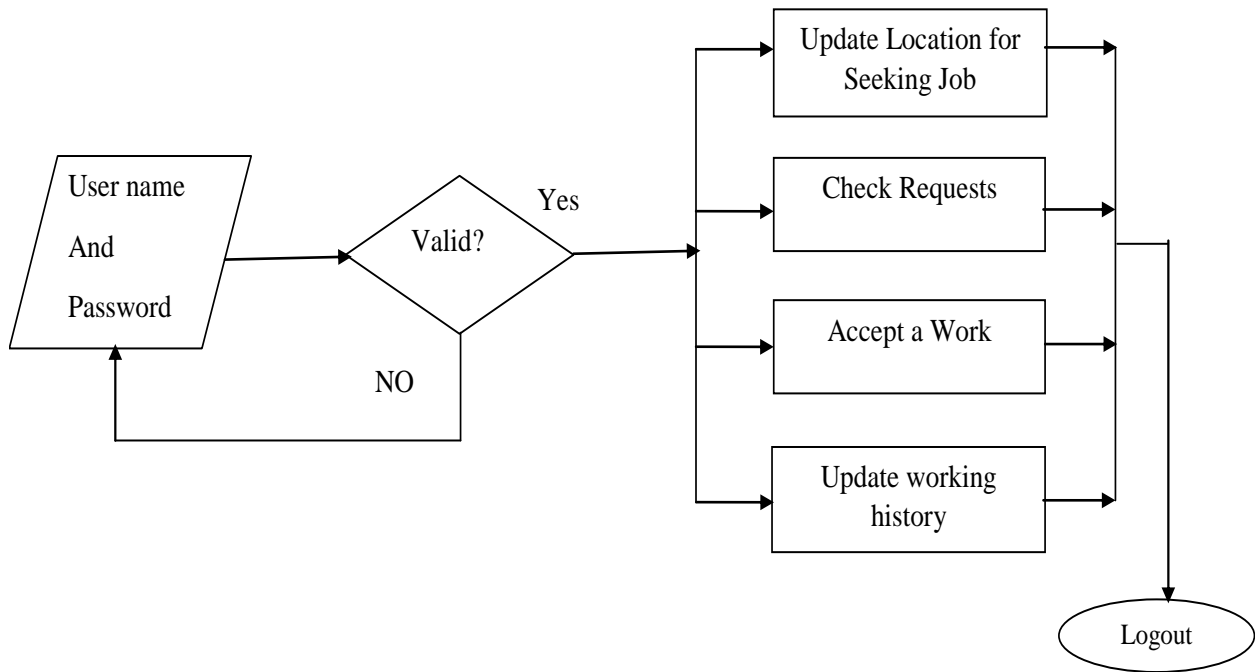 User name
And
Password
Valid?
Yes
NO
Update Location for
Seeking Job
Check Requests
Accept a Work
Update working
history
Logout